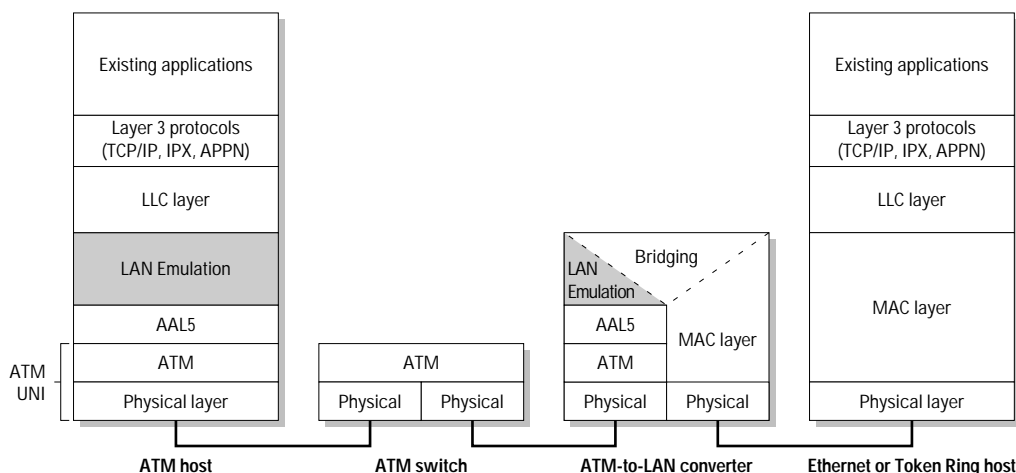 Existing applications
Layer 3 protocols
(TCP/IP, IPX, APPN)
LLC layer
LAN Emulation
AAL5
ATM
Physical layer
ATM
UNI
ATM host
ATM
Physical
Physical
ATM switch
Bridging
LAN
Emulation
AAL5
ATM
MAC layer
Physical
Physical
ATM-to-LAN converter
Existing applications
Layer 3 protocols
(TCP/IP, IPX, APPN)
LLC layer
MAC layer
Physical layer
Ethernet or Token Ring host